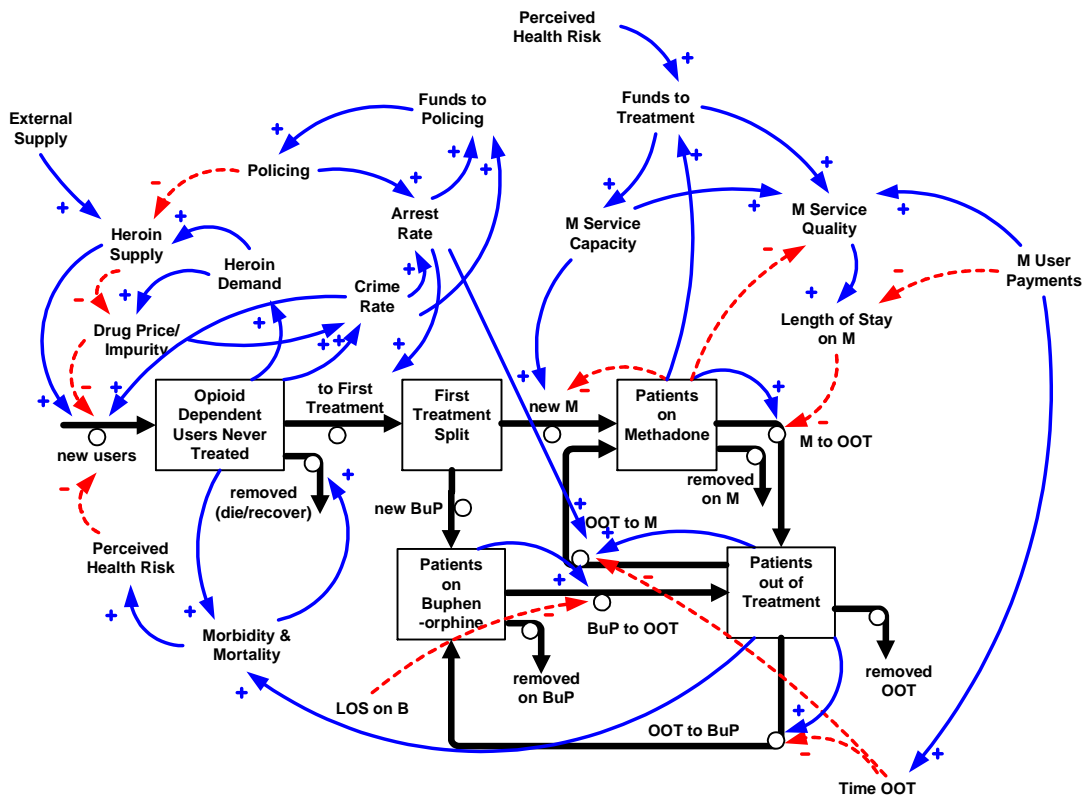 Perceived
Health Risk
External
Supply
Funds to
Policing
Funds to
Treatment
Policing
Arrest
Rate
M Service
Capacity
M Service
Quality
Heroin
Supply
Heroin
Demand
Crime
Rate
M User
Payments
Drug Price/
Impurity
Length of Stay
on M
Opioid
Dependent
Users Never
Treated
to First
Treatment
First
Treatment
Split
new M
Patients
on
Methadone
M to OOT
new users
removed
(die/recover)
removed
on M
new BuP
OOT to M
Perceived
Health Risk
Patients
on
Buphen
-orphine
Patients
out of
Treatment
BuP to OOT
Morbidity &
Mortality
removed
on BuP
removed
OOT
LOS on B
OOT to BuP
Time OOT